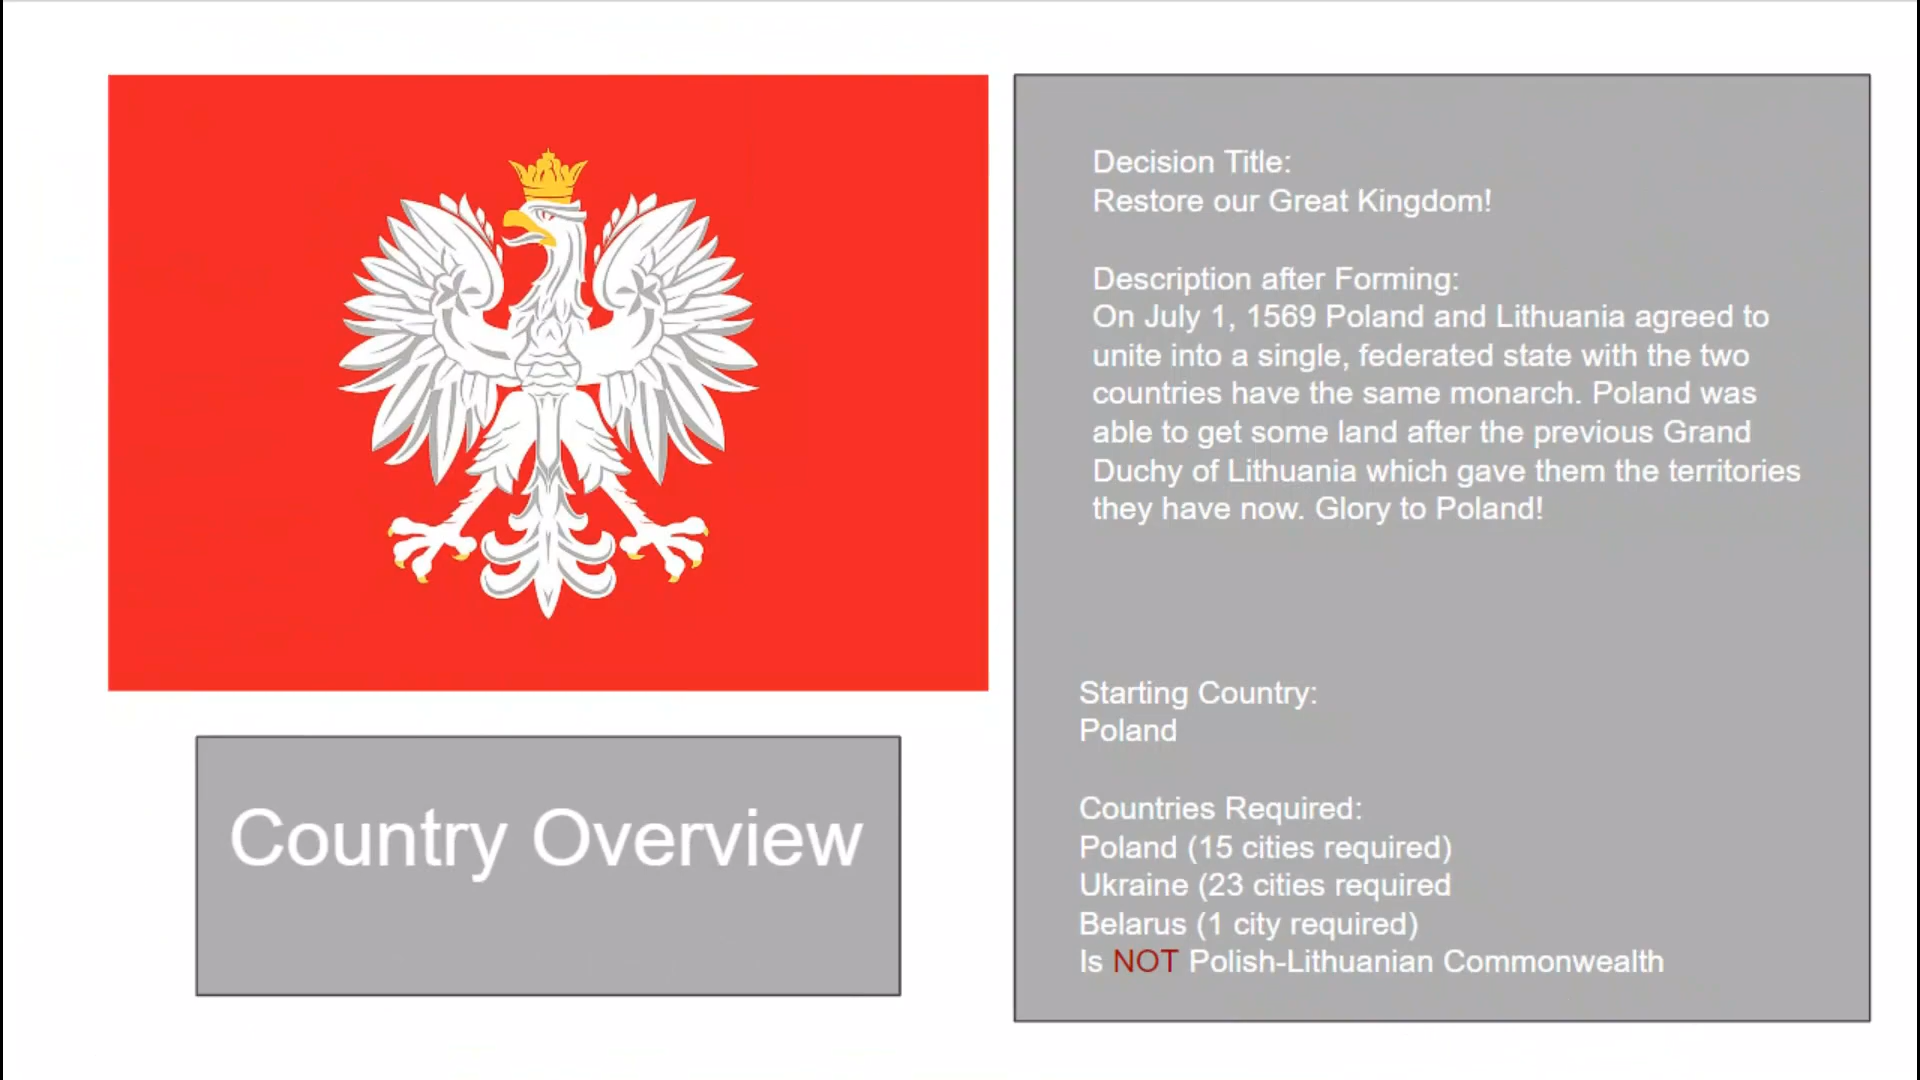 Decision Title:
Restore our Great Kingdom!
Description after Forming:
On July 1, 1569 Poland and Lithuania agreed to
unite into a single, federated state with the two
countries have the same monarch. Poland was
able to get some land after the previous Grand
Duchy of Lithuania which gave them the territories
they have now. Glory to Poland!
Starting Country:
Poland
Countries Required:
Poland (15 cities required)
Ukraine (23 cities required
Belarus (1 city required)
Is NOT Polish-Lithuanian Commonwealth
Country Overview